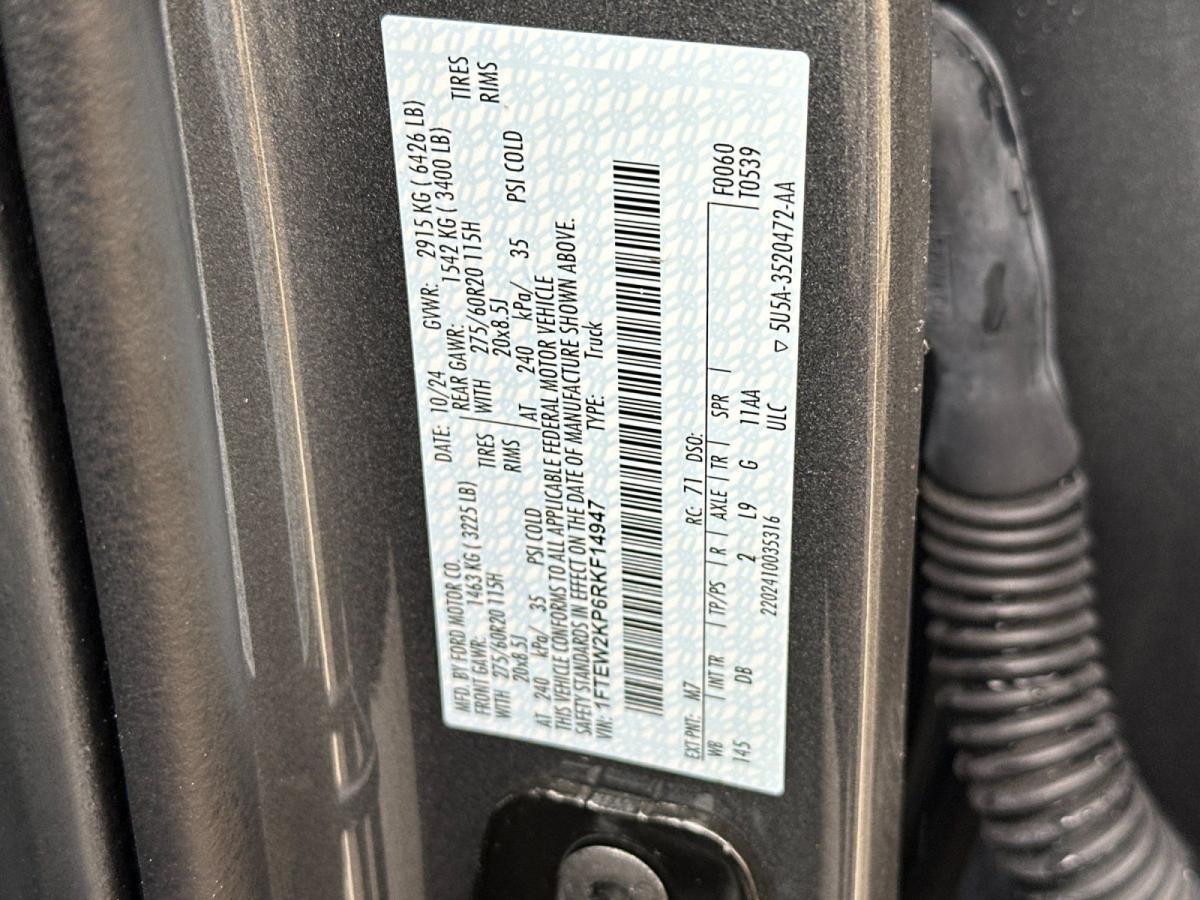 MFD. BY FORD MOTOR CO. DATE: 10/24 GVWR: 2915 KG ( 6426 LB)
FRONT GAWR: 1463 KG ( 3225 LB) REAR GAWR: 1542 KG ( 3400 LB)
WITH 275/60R20 115H TIRES WITH 275/60R20 115H TIRES
20x8.5J RIMS 20x8.5J RIMS
AT 240 kPa/ 35 PSI COLD AT 240 kPa/ 35 PSI COLD
THIS VEHICLE CONFORMS TO ALL APPLICABLE FEDERAL MOTOR VEHICLE
SAFETY STANDARDS IN EFFECT ON THE DATE OF MANUFACTURE SHOWN ABOVE.
VIN: 1FTEW2KP6RKF14947 TYPE: Truck
EXT PNT: M7 RC: 71 DSO: F0060
WB INT TR TP/PS R AXLE TR SPR T0539
145 DB 2 L9 G 11AA
2202410035316 ULC ▽ 5U5A-3520472-AA